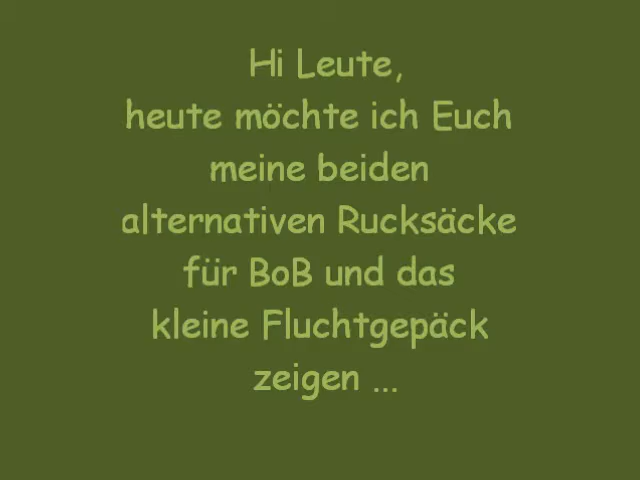 Hi Leute,
heute möchte ich Euch
meine beiden
alternativen Rucksäcke
für BoB und das
kleine Fluchtgepäck
zeigen ...